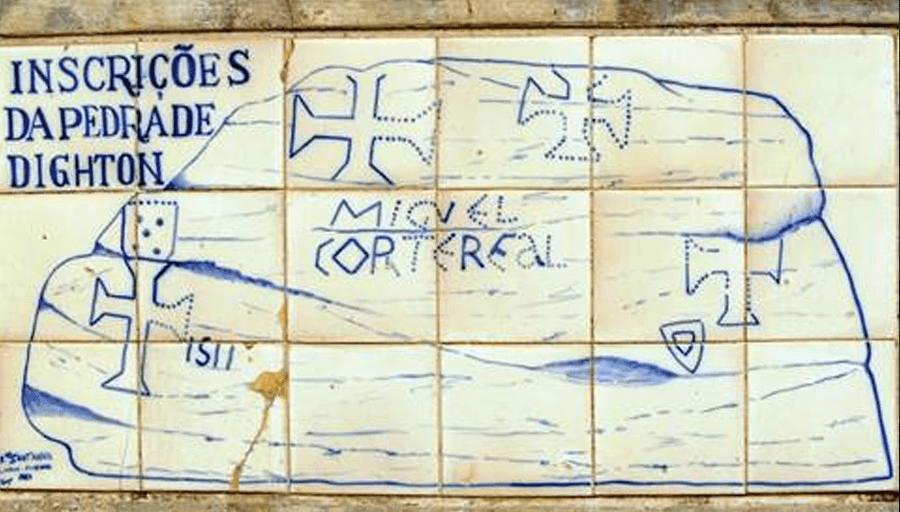 INSCRIÇÕES
DA PEDRA DE
DIGHTON
MIGVEL
CORTEREAL
1511